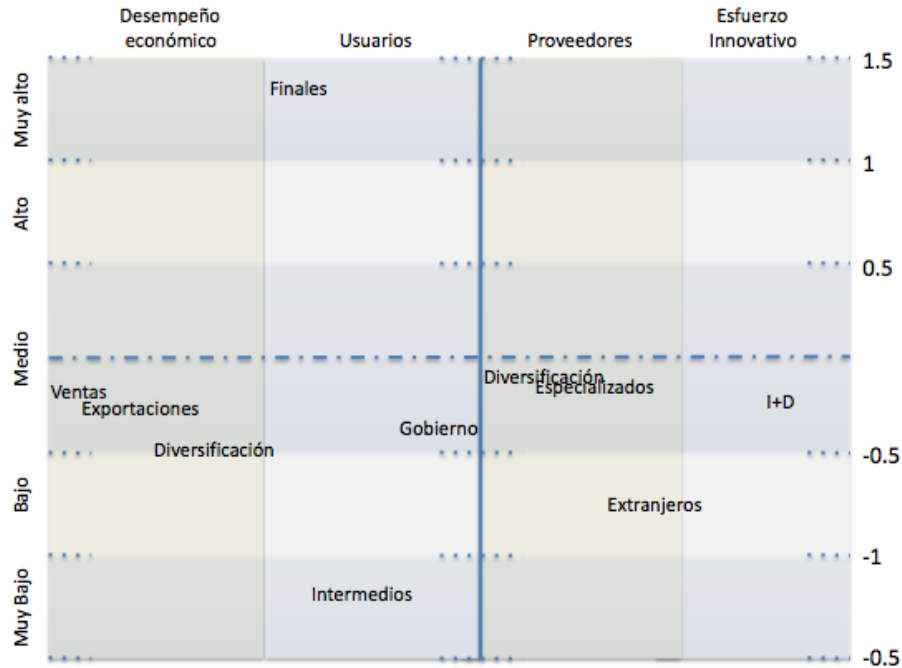 Desempeño
económico
Usuarios
Proveedores
Esfuerzo
Innovativo
Muy alto
Alto
Medio
Bajo
Muy Bajo
1.5
1
0.5
-0.5
-1
-0.5
Finales
Ventas
Exportaciones
Diversificación
Gobierno
Intermedios
Diversificación
Especializados
Extranjeros
I+D